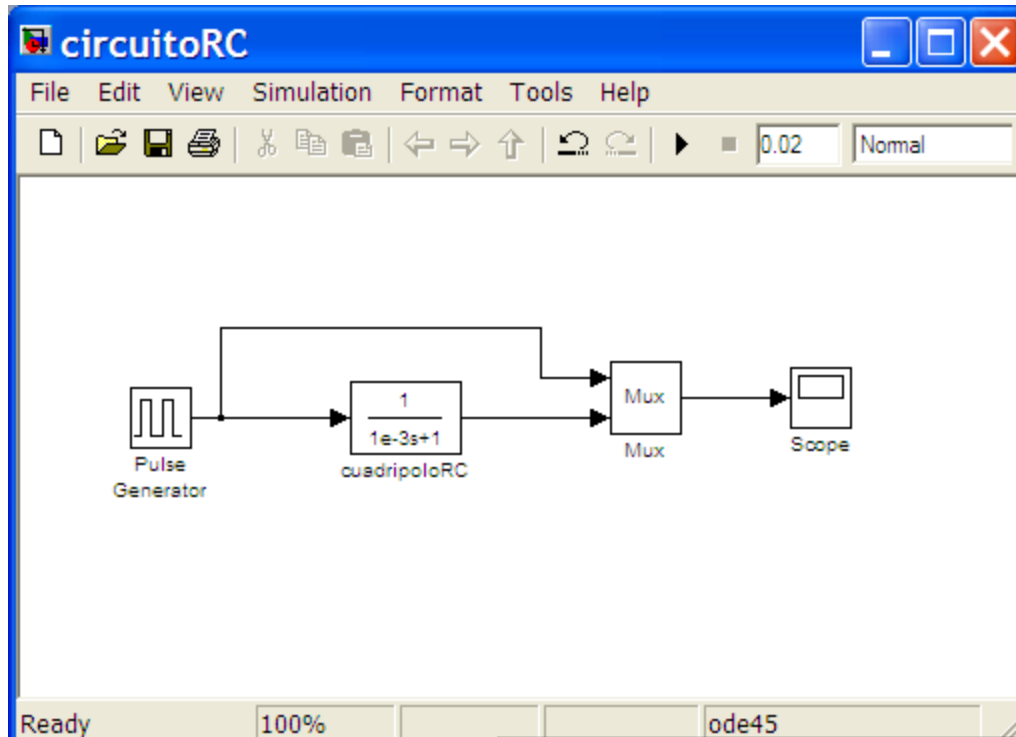 circuitoRC
File Edit View Simulation Format Tools Help
0.02 Normal
1
1e-3s+1
Mux
Pulse
Generator
cuadripoloRC
Mux
Scope
Ready 100% ode45